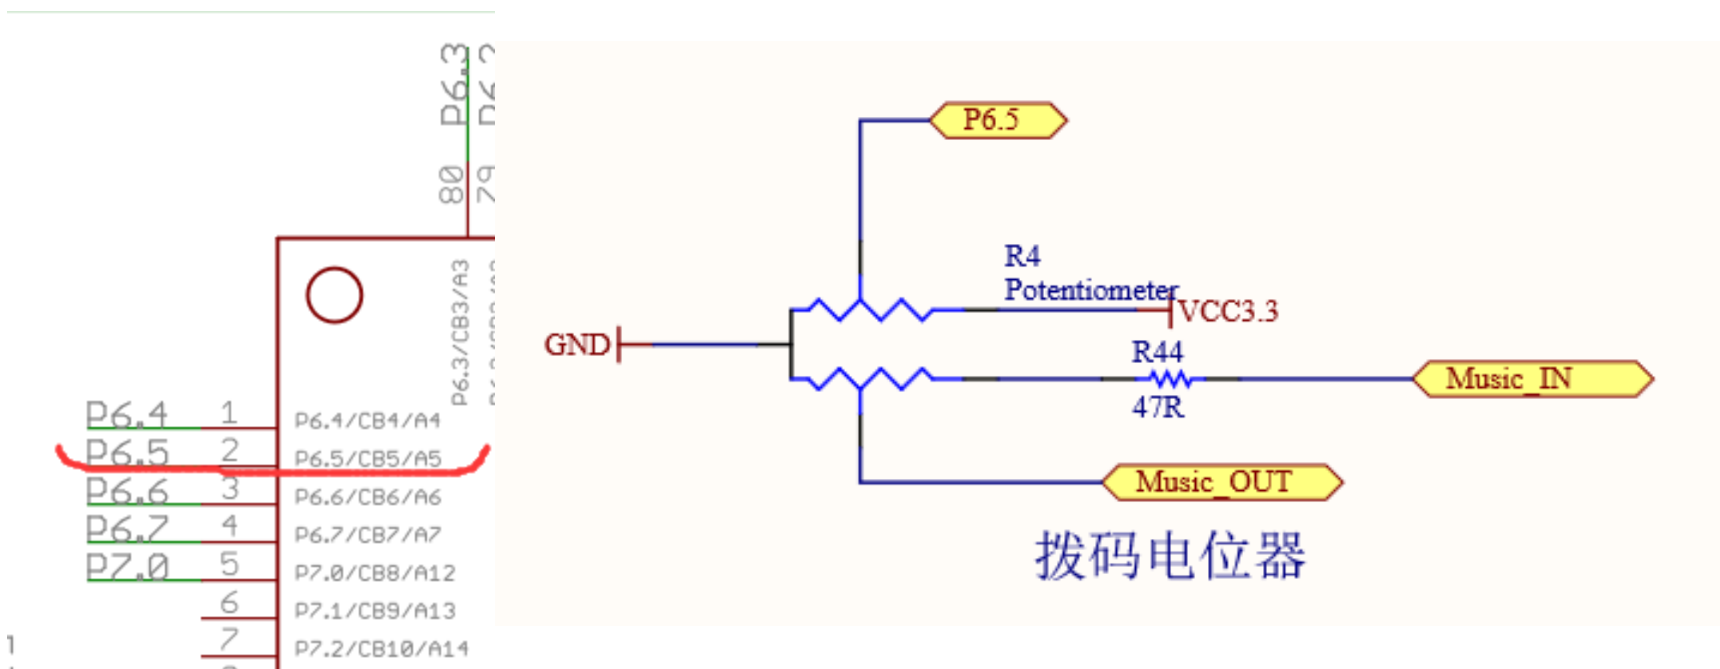 P6.3
P6.2
80
79
P6.3/CB3/A3
P6.4 1 P6.4/CB4/A4
P6.5 2 P6.5/CB5/A5
P6.6 3 P6.6/CB6/A6
P6.7 4 P6.7/CB7/A7
P7.0 5 P7.0/CB8/A12
6 P7.1/CB9/A13
7 P7.2/CB10/A14
P6.5
R4
Potentiometer
VCC3.3
GND
R44
47R
Music_IN
Music_OUT
拨码电位器